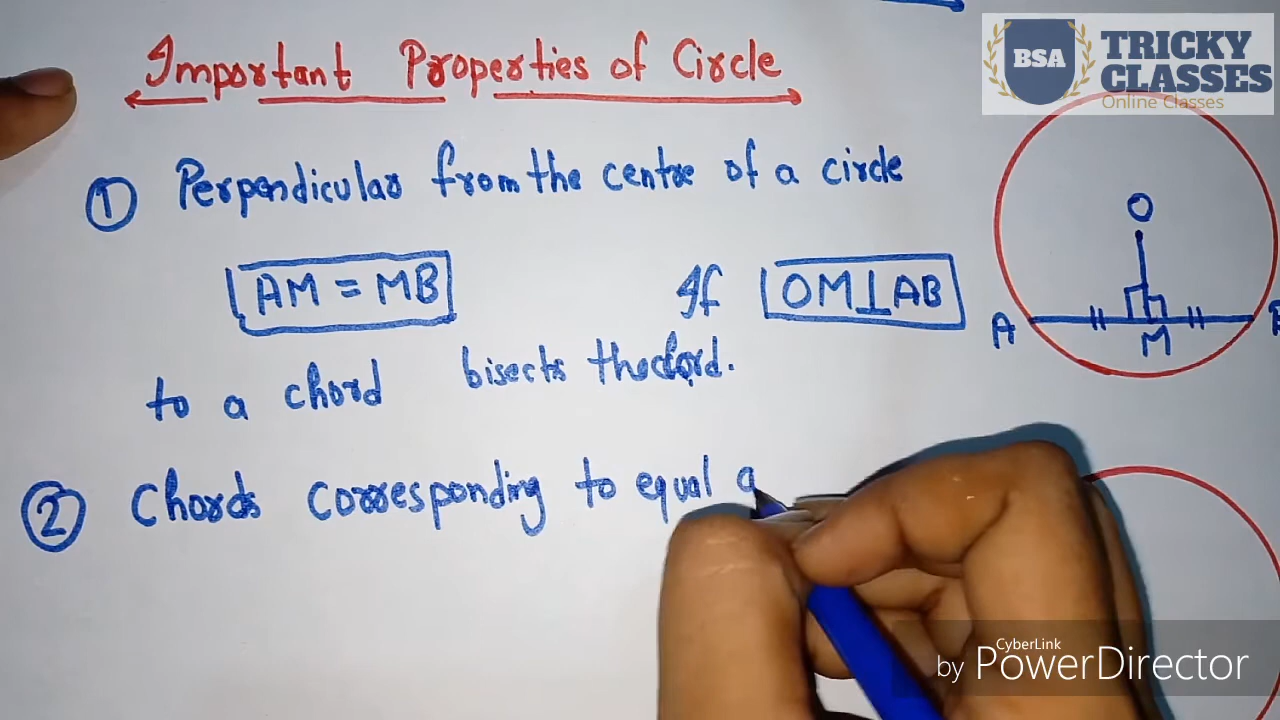 Important Properties of Circle
BSA
TRICKY
CLASSES
Online Classes
① Perpendicular from the centre of a circle
AM = MB If OM⊥AB
to a chord bisects the chord.
O
A M
② Chords corresponding to equal a
CyberLink
by PowerDirector